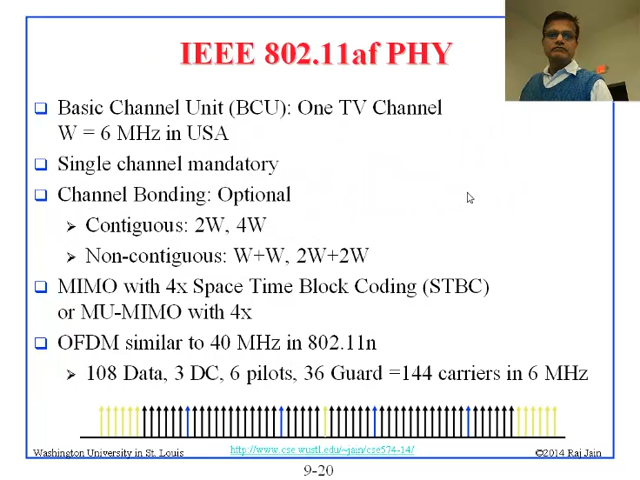 IEEE 802.11af PHY
Basic Channel Unit (BCU): One TV Channel
W = 6 MHz in USA
Single channel mandatory
Channel Bonding: Optional
Contiguous: 2W, 4W
Non-contiguous: W+W, 2W+2W
MIMO with 4x Space Time Block Coding (STBC)
or MU-MIMO with 4x
OFDM similar to 40 MHz in 802.11n
108 Data, 3 DC, 6 pilots, 36 Guard =144 carriers in 6 MHz
Washington University in St. Louis
http://www.cse.wustl.edu/~jain/cse574-14/
©2014 Raj Jain
9-20